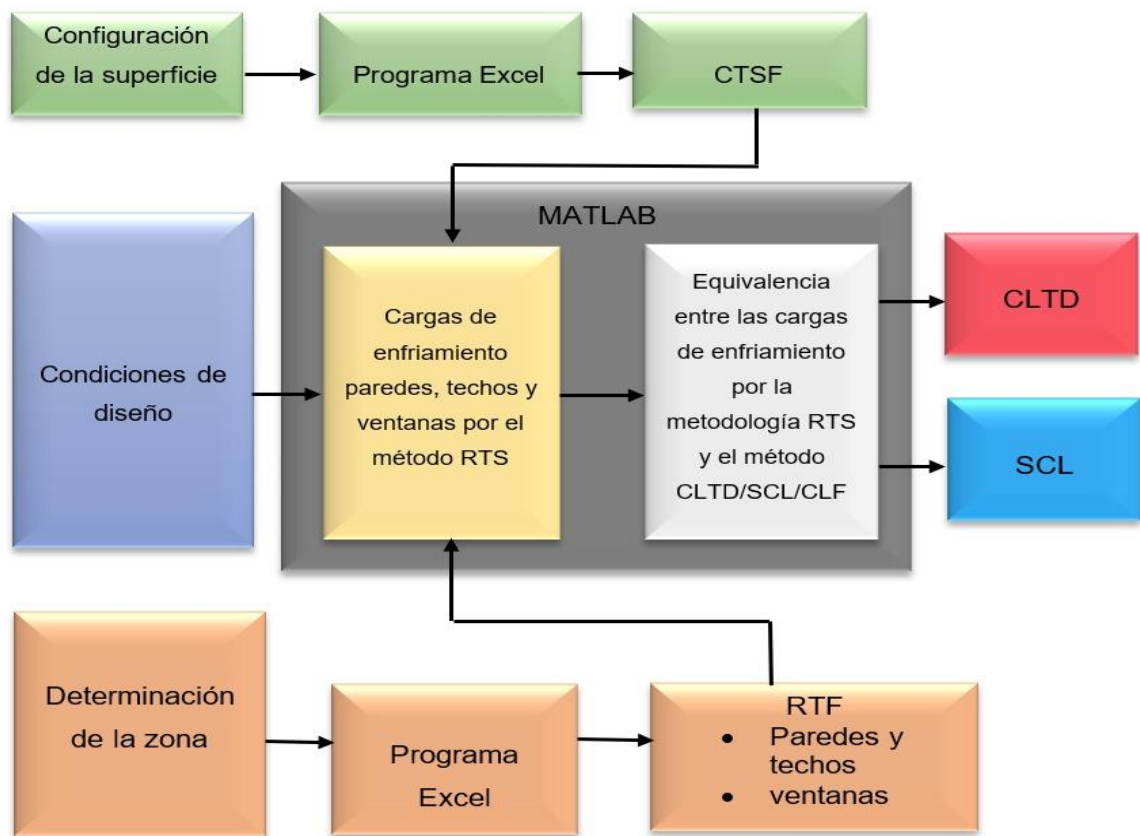 Configuración
de la superficie
Programa Excel
CTSF
MATLAB
Condiciones de
diseño
Cargas de
enfriamiento
paredes, techos y
ventanas por el
método RTS
Equivalencia
entre las cargas
de enfriamiento
por la
metodología RTS
y el método
CLTD/SCL/CLF
CLTD
SCL
Determinación
de la zona
Programa
Excel
RTF
• Paredes y
techos
• ventanas